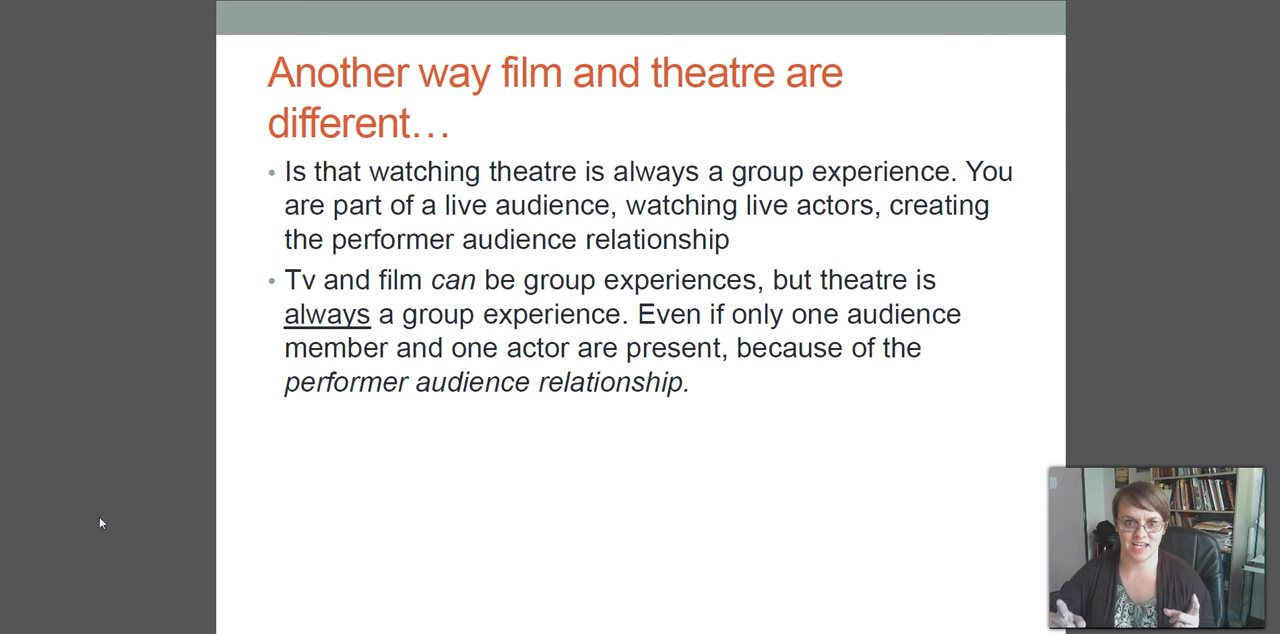 Another way film and theatre are
different…
• Is that watching theatre is always a group experience. You
are part of a live audience, watching live actors, creating
the performer audience relationship
• Tv and film can be group experiences, but theatre is
always a group experience. Even if only one audience
member and one actor are present, because of the
performer audience relationship.